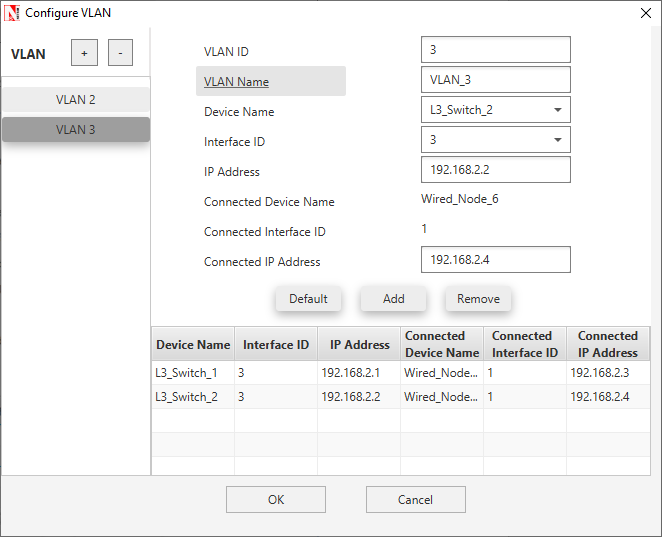 Configure VLAN
VLAN + -
VLAN 2
VLAN 3
VLAN ID 3
VLAN Name VLAN_3
Device Name L3_Switch_2
Interface ID 3
IP Address 192.168.2.2
Connected Device Name Wired_Node_6
Connected Interface ID 1
Connected IP Address 192.168.2.4
Default Add Remove
Device Name Interface ID IP Address Connected Device Name Connected Interface ID Connected IP Address
L3_Switch_1 3 192.168.2.1 Wired_Node... 1 192.168.2.3
L3_Switch_2 3 192.168.2.2 Wired_Node... 1 192.168.2.4
OK Cancel